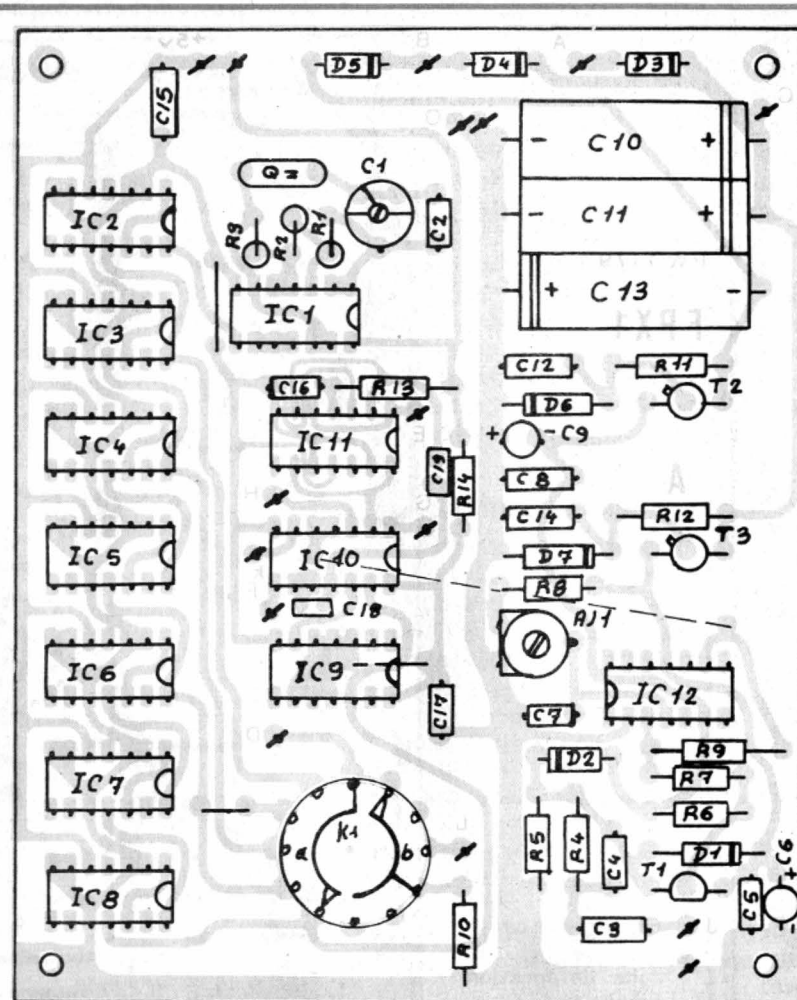 +5v
B
A
D5
D4
D3
C15
- C10 +
Q=
C1
IC2
R3
R2
R1
C2
- C11 +
IC3
IC1
+ C13 -
FPX1
C16
R13
C12
R11
D6
T2
IC4
IC11
+ - C9
C19
R14
C8
A
C14
R12
IC5
IC10
D7
T3
R8
C18
AJ1
IC6
IC9
C17
C7
IC12
D2
R9
R7
IC7
R6
K1
a b
R5
R4
C4
D1
T1
C6
+
-
C5
IC8
R10
C3